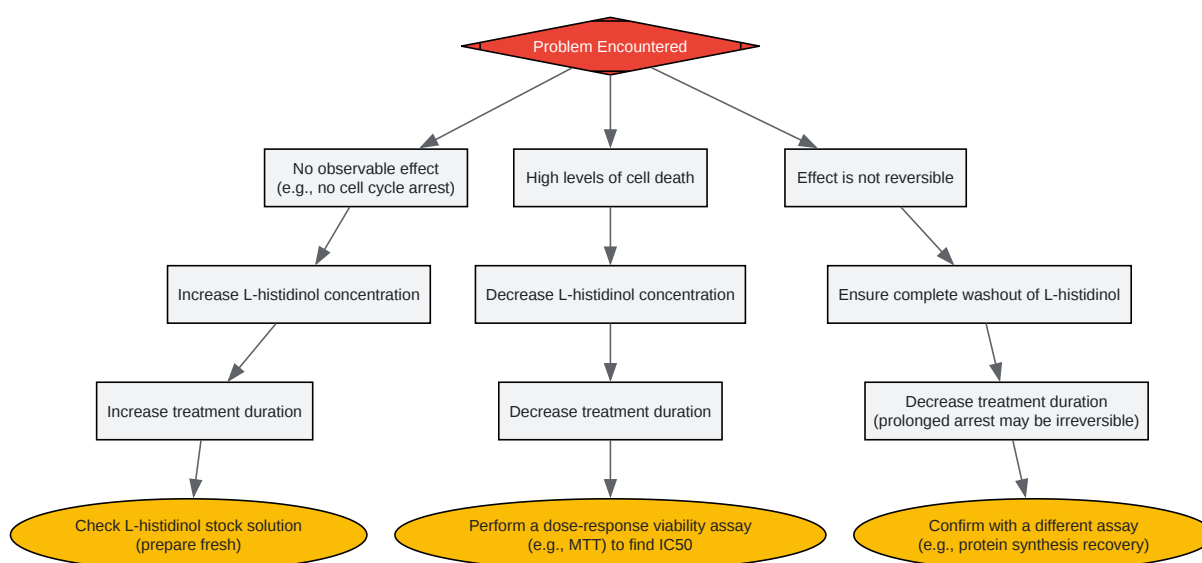 Problem Encountered
No observable effect
(e.g., no cell cycle arrest)
High levels of cell death
Effect is not reversible
Increase L-histidinol concentration
Decrease L-histidinol concentration
Ensure complete washout of L-histidinol
Increase treatment duration
Decrease treatment duration
Decrease treatment duration
(prolonged arrest may be irreversible)
Check L-histidinol stock solution
(prepare fresh)
Perform a dose-response viability assay
(e.g., MTT) to find IC50
Confirm with a different assay
(e.g., protein synthesis recovery)